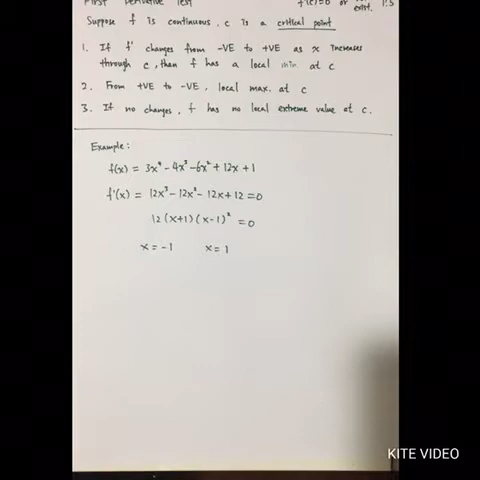 First Derivative Test f'(c)=0 or
exist.
Suppose f is continuous. c is a critical point
1. If f' changes from -VE to +VE as x increases
through c, then f has a local min. at c
2. From +VE to -VE, local max. at c
3. If no changes, f has no local extreme value at c.
Example:
f(x) = 3x⁴ - 4x³ - 6x² + 12x + 1
f'(x) = 12x³ - 12x² - 12x + 12 = 0
12(x+1)(x-1)² = 0
x = -1 x = 1
KITE VIDEO